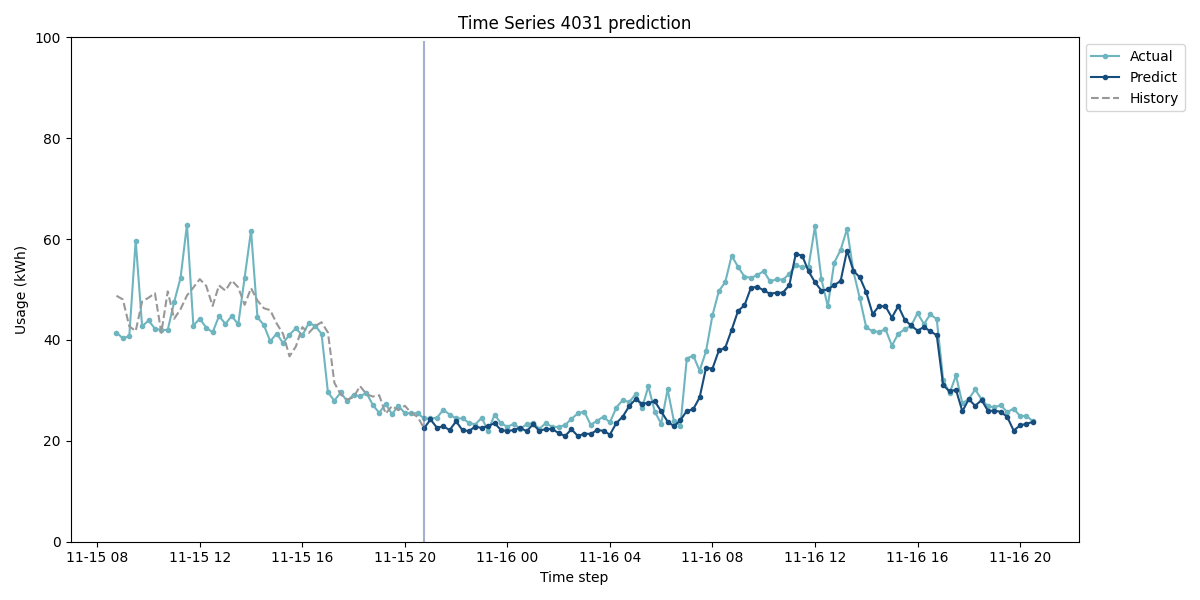 Time Series 4031 prediction
100
80
60
40
20
0
Usage (kWh)
11-15 08
11-15 12
11-15 16
11-15 20
11-16 00
11-16 04
11-16 08
11-16 12
11-16 16
11-16 20
Time step
Actual
Predict
History